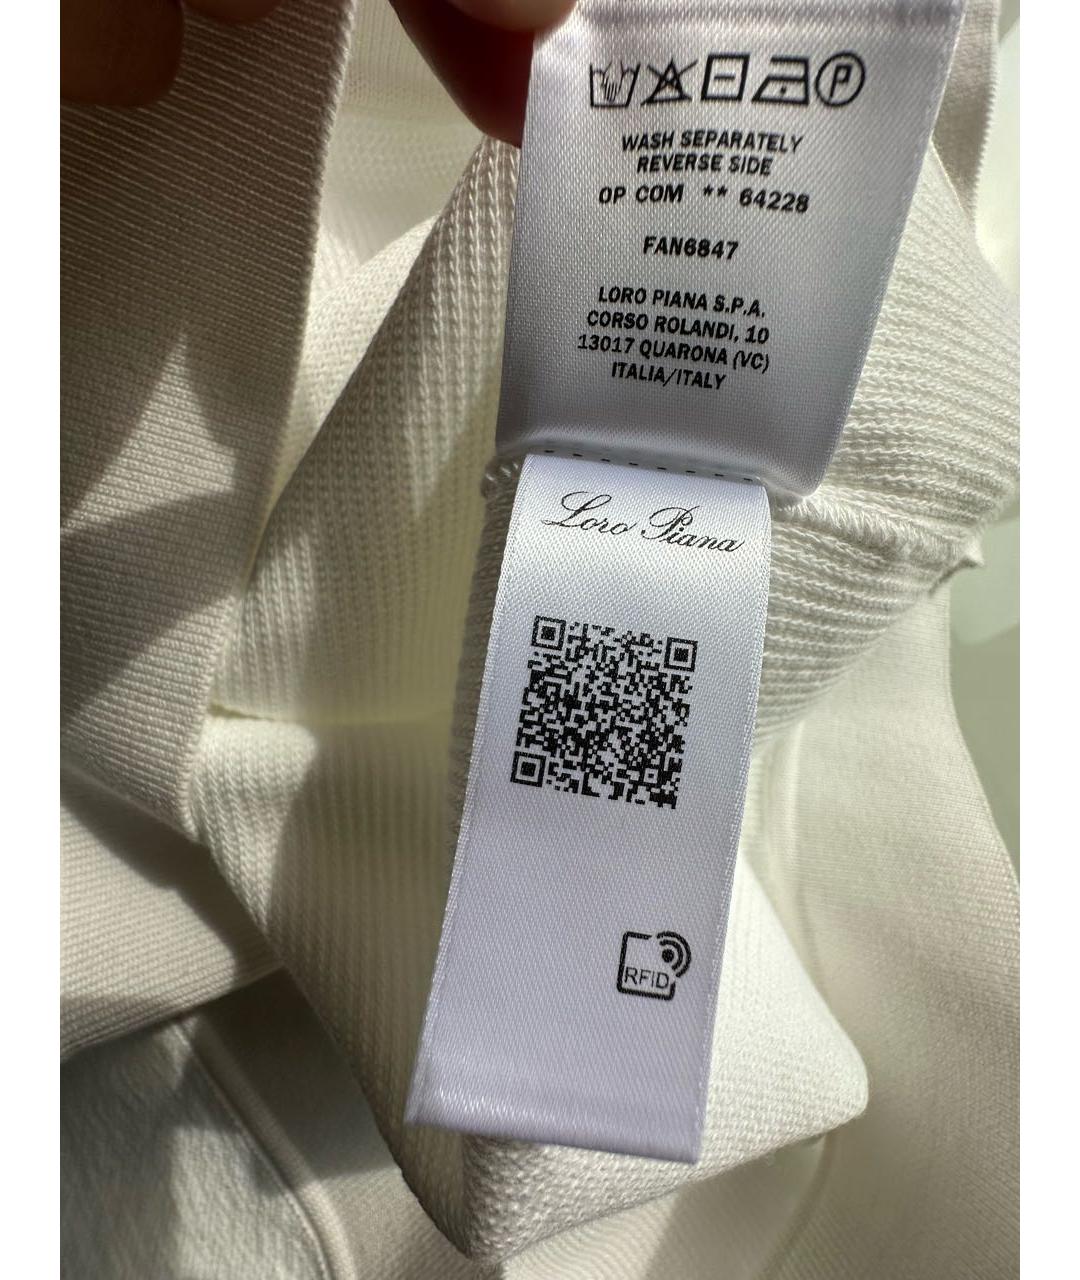 P
WASH SEPARATELY
REVERSE SIDE
OP COM ** 64228
FAN6847
LORO PIANA S.P.A.
CORSO ROLANDI, 10
13017 QUARONA (VC)
ITALIA/ITALY
Loro Piana
RFID